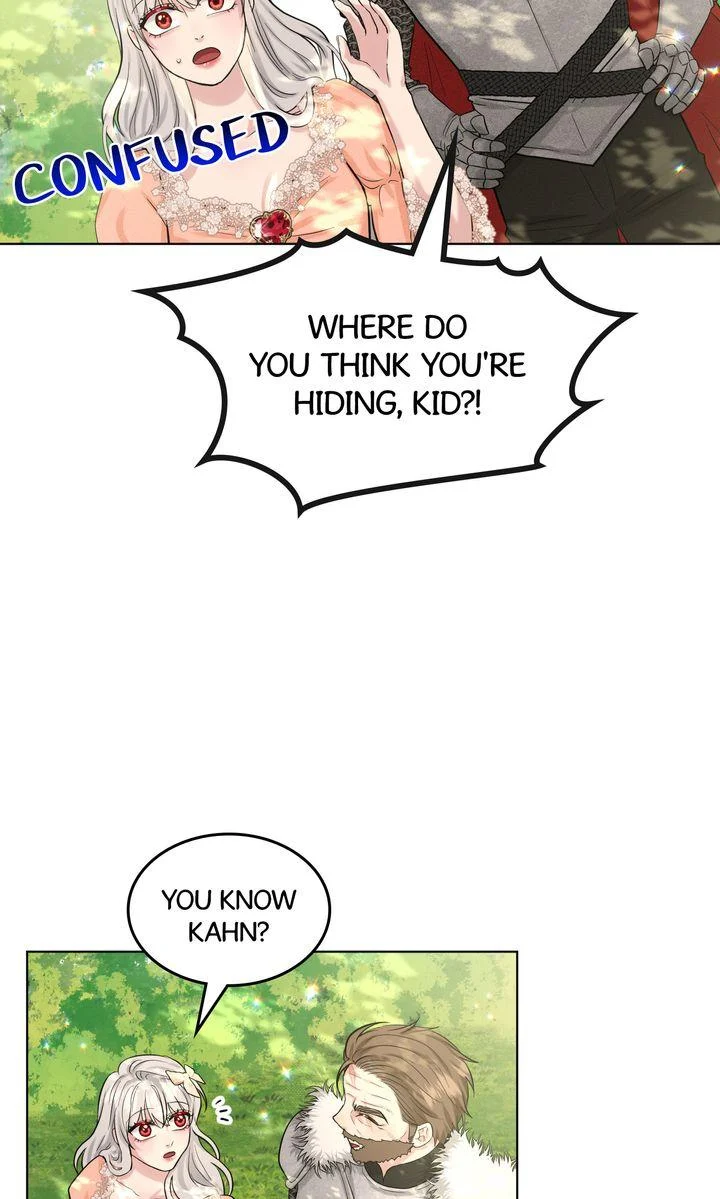 CONFUSED
WHERE DO
YOU THINK YOU'RE
HIDING, KID?!
YOU KNOW
KAHN?